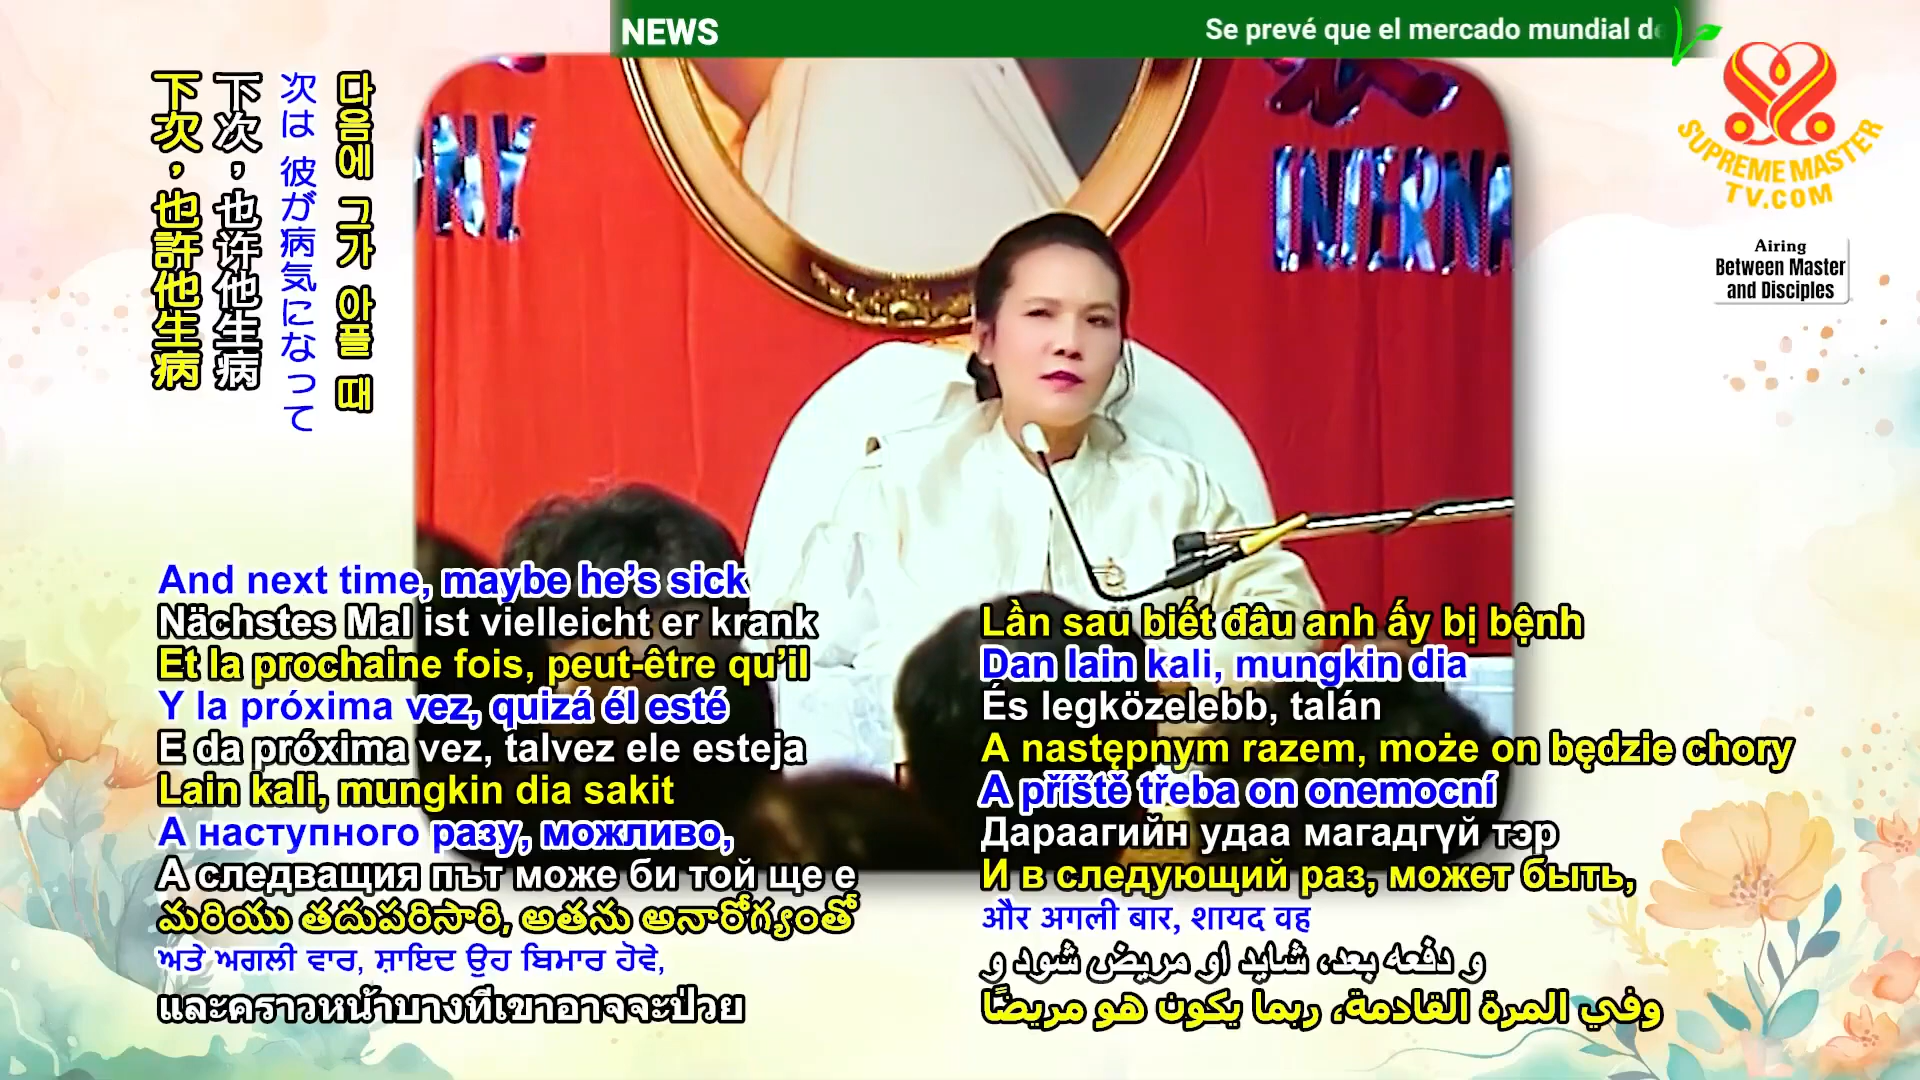 NEWS
Se prevé que el mercado mundial de
SUPREME MASTER
TV.COM
Airing
Between Master
and Disciples
INTERNA
下次，也許他生病
下次，也许他生病
次は 彼が病気になって
다음에 그가 아플 때
And next time, maybe he's sick
Nächstes Mal ist vielleicht er krank
Et la prochaine fois, peut-être qu'il
Y la próxima vez, quizá él esté
E da próxima vez, talvez ele esteja
Lain kali, mungkin dia sakit
А наступного разу, можливо,
А следващия път може би той ще е
మరియు తదుపరిసారి, అతను అనారోగ్యంతో
ਅਤੇ ਅਗਲੀ ਵਾਰ, ਸ਼ਾਇਦ ਉਹ ਬਿਮਾਰ ਹੋਵੇ,
และคราวหน้าบางทีเขาอาจจะป่วย
Lần sau biết đâu anh ấy bị bệnh
Dan lain kali, mungkin dia
És legközelebb, talán
A następnym razem, może on będzie chory
A příště třeba on onemocní
Дараагийн удаа магадгүй тэр
И в следующий раз, может быть,
और अगली बार, शायद वह
و دفعه بعد، شاید او مریض شود و
وفي المرة القادمة، ربما يكون هو مريضًا